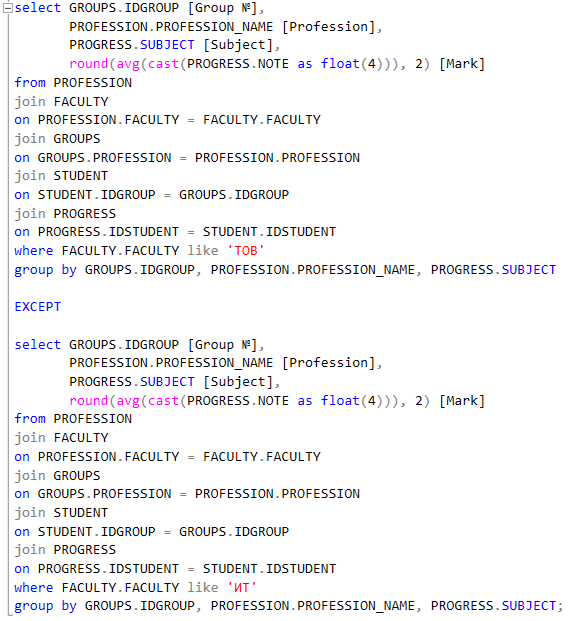 select GROUPS.IDGROUP [Group №],
PROFESSION.PROFESSION_NAME [Profession],
PROGRESS.SUBJECT [Subject],
round(avg(cast(PROGRESS.NOTE as float(4))), 2) [Mark]
from PROFESSION
join FACULTY
on PROFESSION.FACULTY = FACULTY.FACULTY
join GROUPS
on GROUPS.PROFESSION = PROFESSION.PROFESSION
join STUDENT
on STUDENT.IDGROUP = GROUPS.IDGROUP
join PROGRESS
on PROGRESS.IDSTUDENT = STUDENT.IDSTUDENT
where FACULTY.FACULTY like 'ТОВ'
group by GROUPS.IDGROUP, PROFESSION.PROFESSION_NAME, PROGRESS.SUBJECT
EXCEPT
select GROUPS.IDGROUP [Group №],
PROFESSION.PROFESSION_NAME [Profession],
PROGRESS.SUBJECT [Subject],
round(avg(cast(PROGRESS.NOTE as float(4))), 2) [Mark]
from PROFESSION
join FACULTY
on PROFESSION.FACULTY = FACULTY.FACULTY
join GROUPS
on GROUPS.PROFESSION = PROFESSION.PROFESSION
join STUDENT
on STUDENT.IDGROUP = GROUPS.IDGROUP
join PROGRESS
on PROGRESS.IDSTUDENT = STUDENT.IDSTUDENT
where FACULTY.FACULTY like 'ИТ'
group by GROUPS.IDGROUP, PROFESSION.PROFESSION_NAME, PROGRESS.SUBJECT;